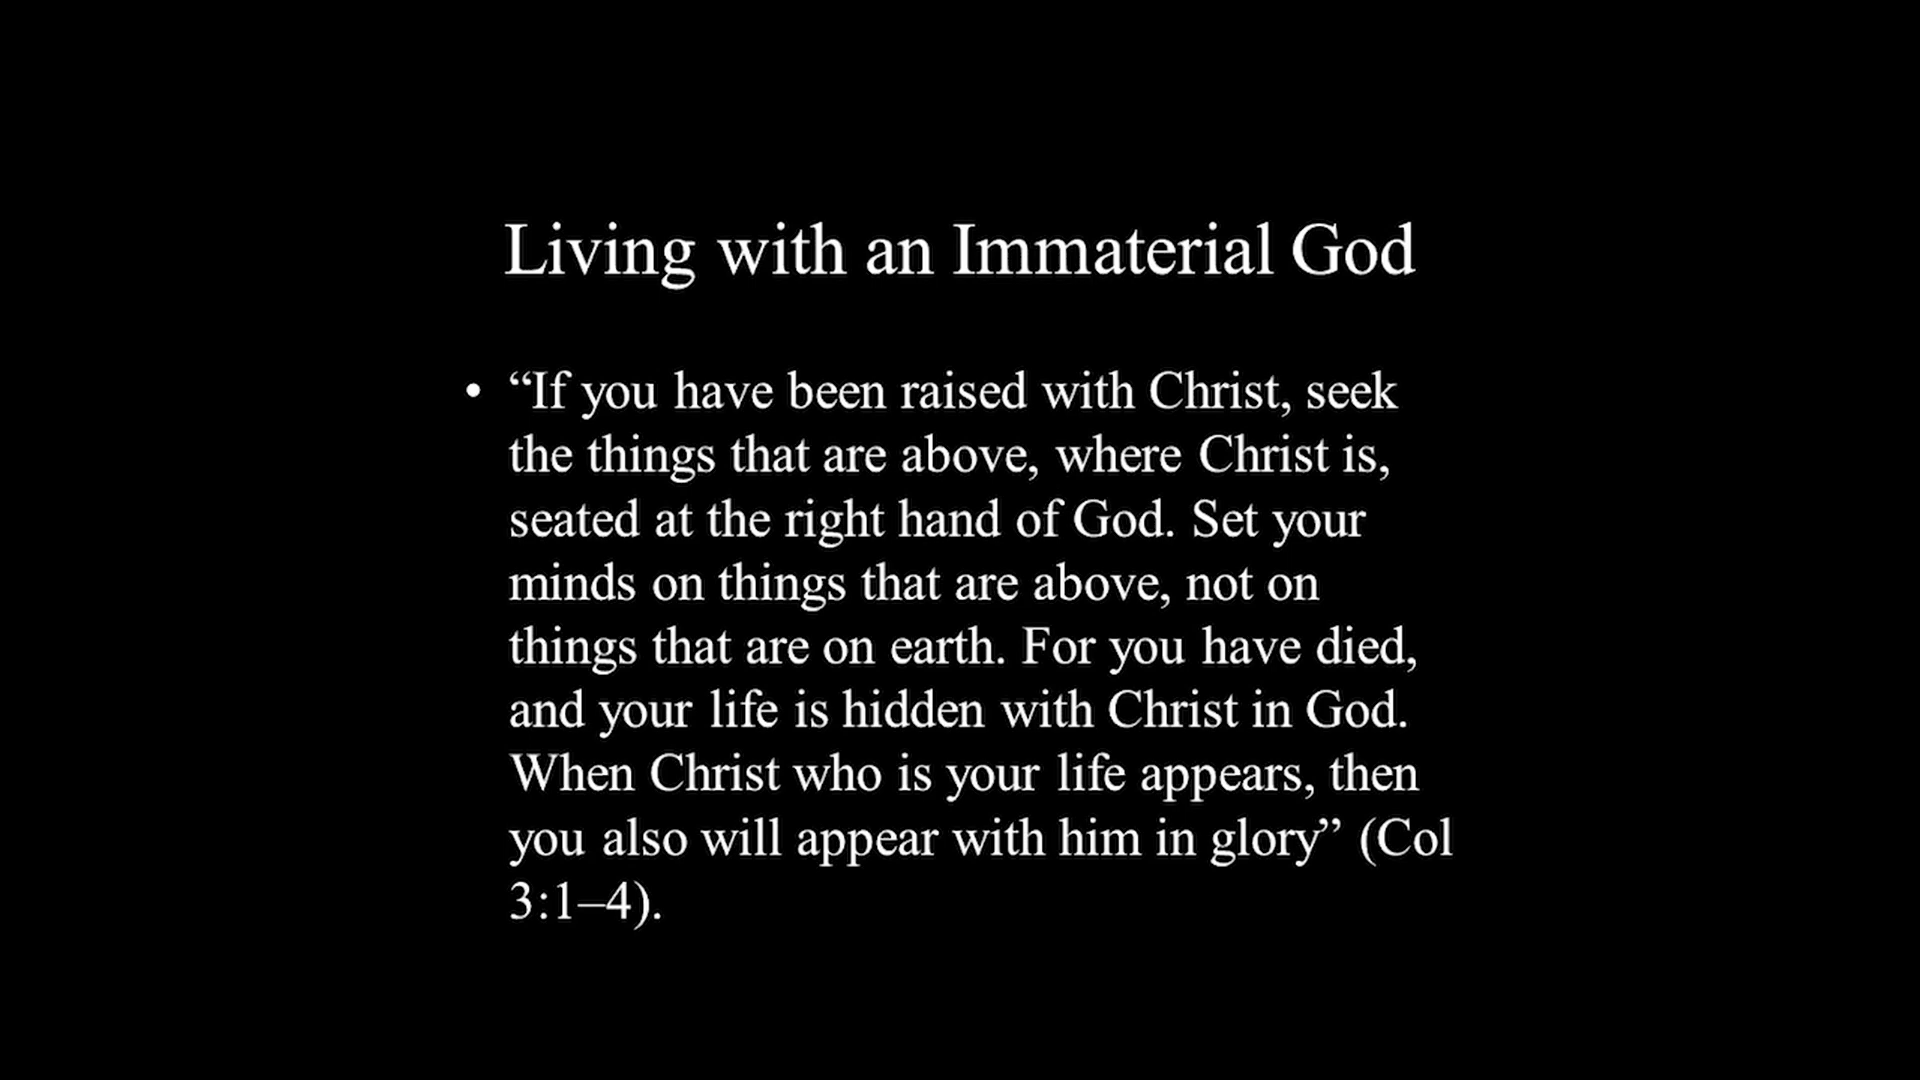 Living with an Immaterial God
• “If you have been raised with Christ, seek
the things that are above, where Christ is,
seated at the right hand of God. Set your
minds on things that are above, not on
things that are on earth. For you have died,
and your life is hidden with Christ in God.
When Christ who is your life appears, then
you also will appear with him in glory” (Col
3:1–4).